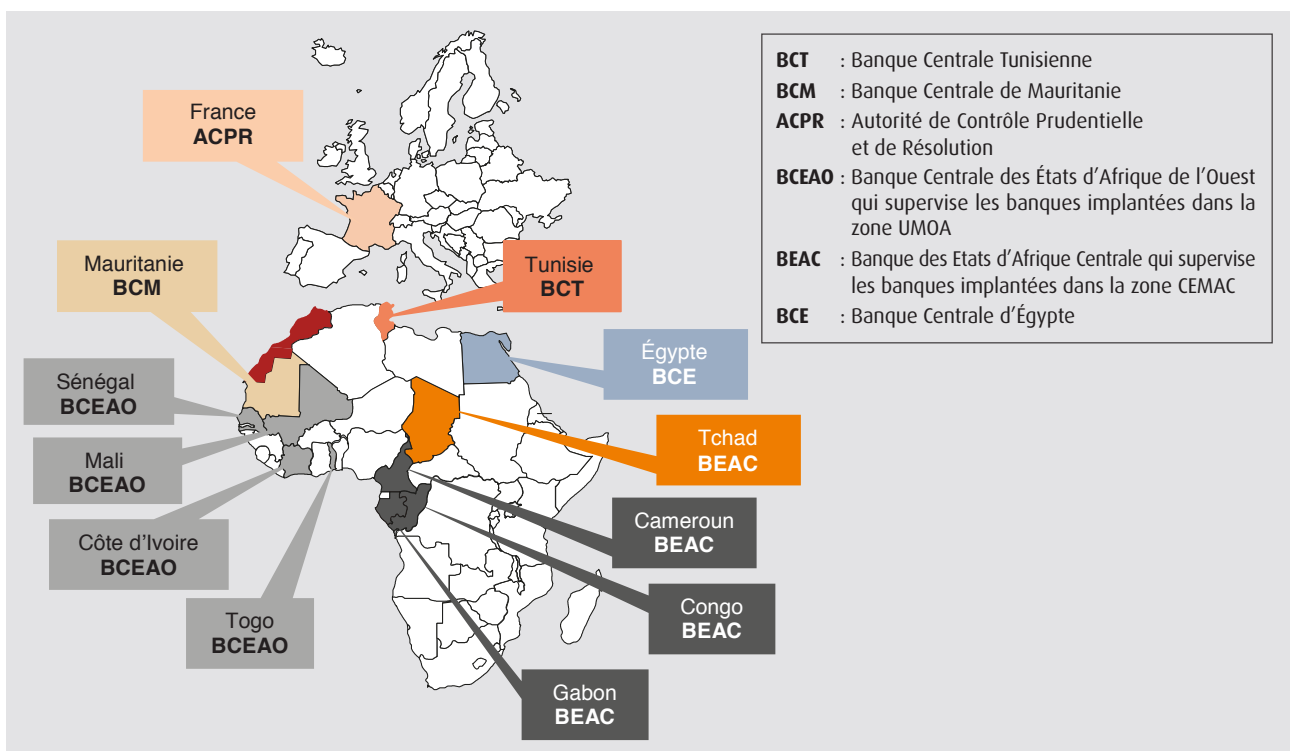 France
ACPR
Mauritanie
BCM
Tunisie
BCT
Égypte
BCE
Sénégal
BCEAO
Mali
BCEAO
Côte d'Ivoire
BCEAO
Togo
BCEAO
Tchad
BEAC
Cameroun
BEAC
Congo
BEAC
Gabon
BEAC
BCT : Banque Centrale Tunisienne
BCM : Banque Centrale de Mauritanie
ACPR : Autorité de Contrôle Prudentielle
et de Résolution
BCEAO : Banque Centrale des États d'Afrique de l'Ouest
qui supervise les banques implantées dans la
zone UMOA
BEAC : Banque des Etats d'Afrique Centrale qui supervise
les banques implantées dans la zone CEMAC
BCE : Banque Centrale d'Égypte